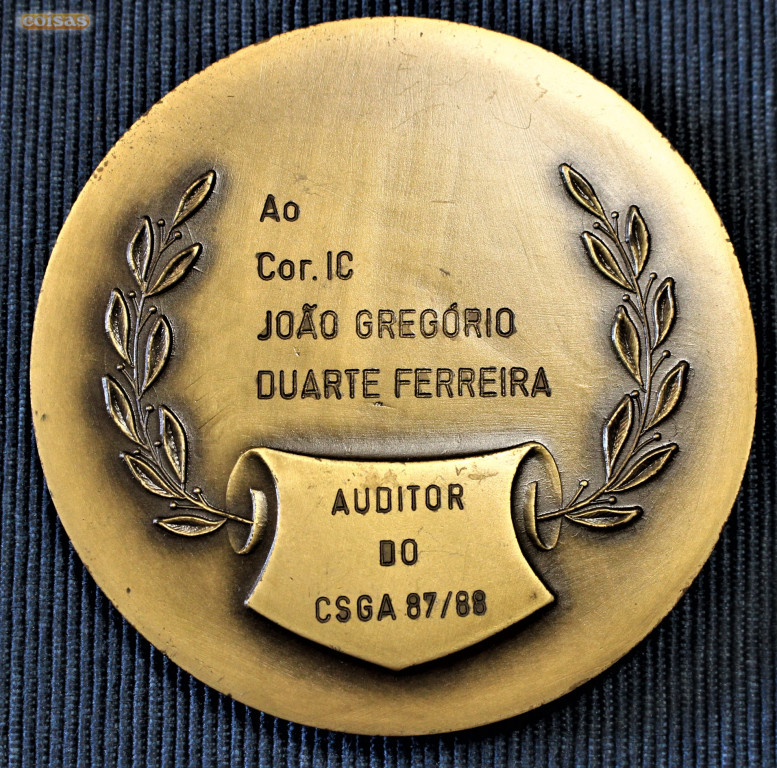 coisas
Ao
Cor. IC
JOÃO GREGÓRIO
DUARTE FERREIRA
AUDITOR
DO
CSGA 87/88